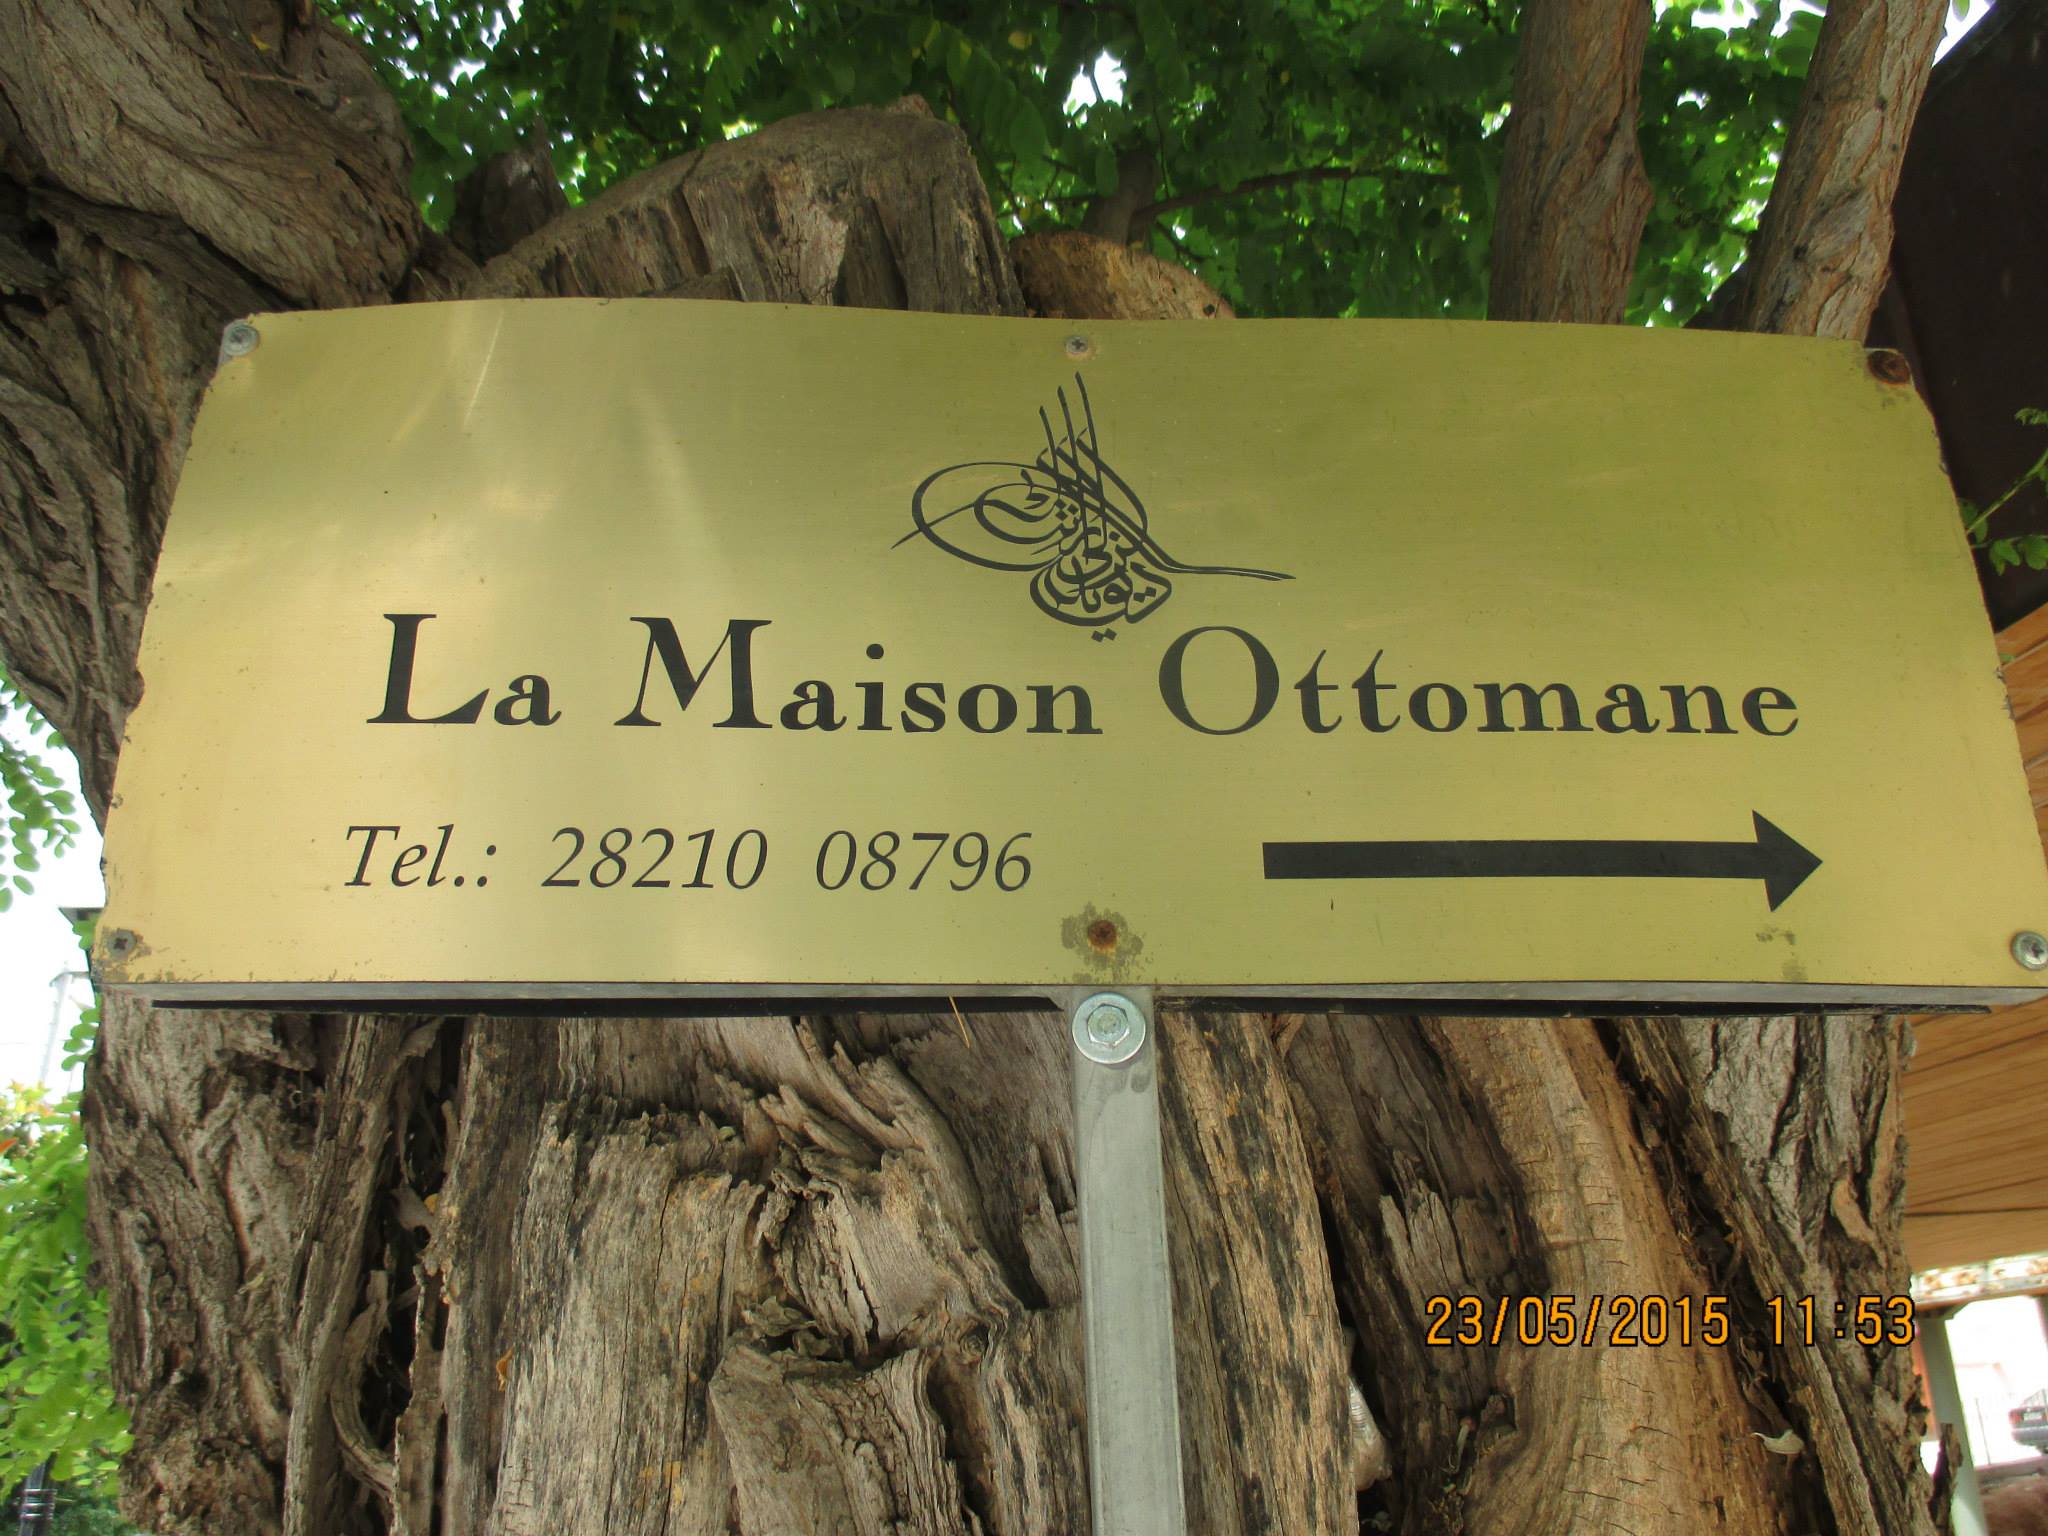 La Maison Ottomane
Tel.: 28210 08796
23/05/2015 11:53